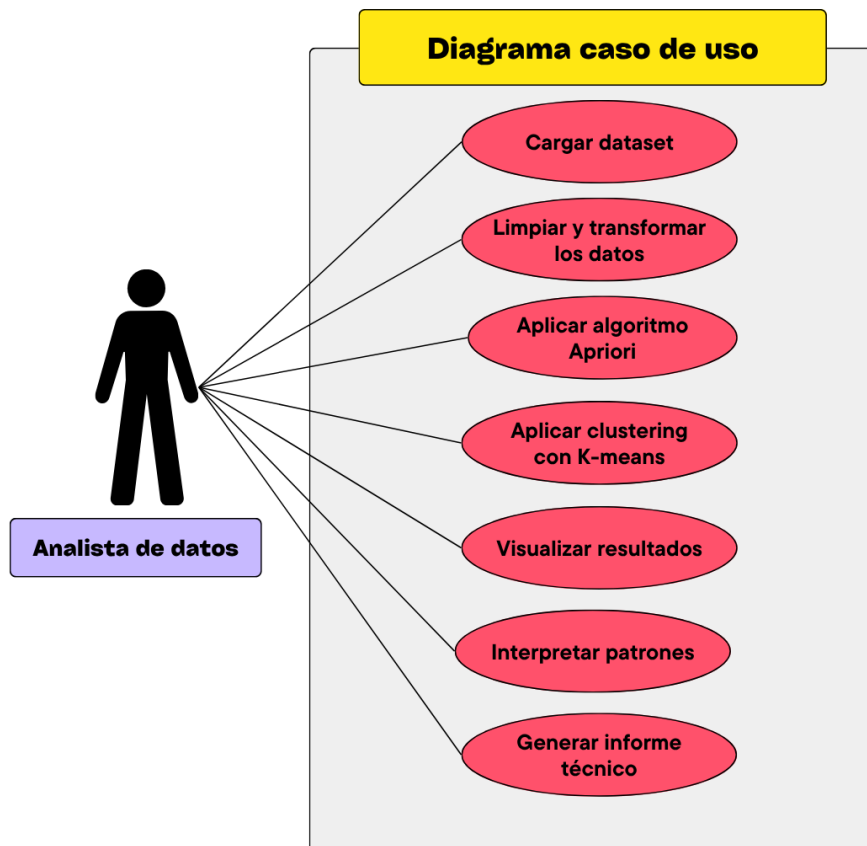 Diagrama caso de uso
Cargar dataset
Limpiar y transformar
los datos
Aplicar algoritmo
Apriori
Aplicar clustering
con K-means
Analista de datos
Visualizar resultados
Interpretar patrones
Generar informe
técnico